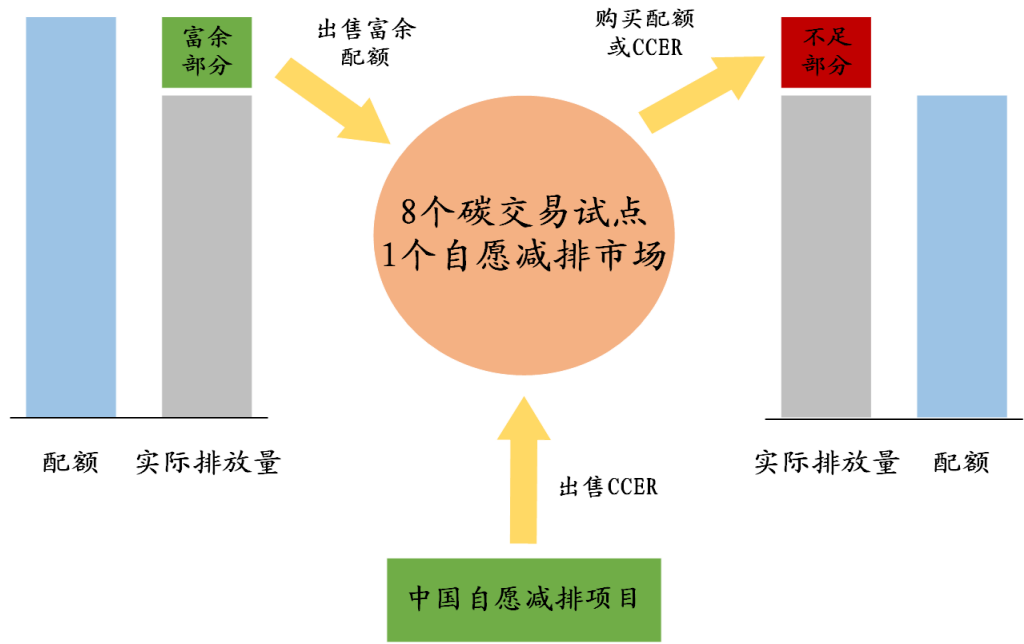 富余
部分
出售富余
配额
购买配额
或CCER
不足
部分
8个碳交易试点
1个自愿减排市场
配额
实际排放量
实际排放量
配额
出售CCER
中国自愿减排项目